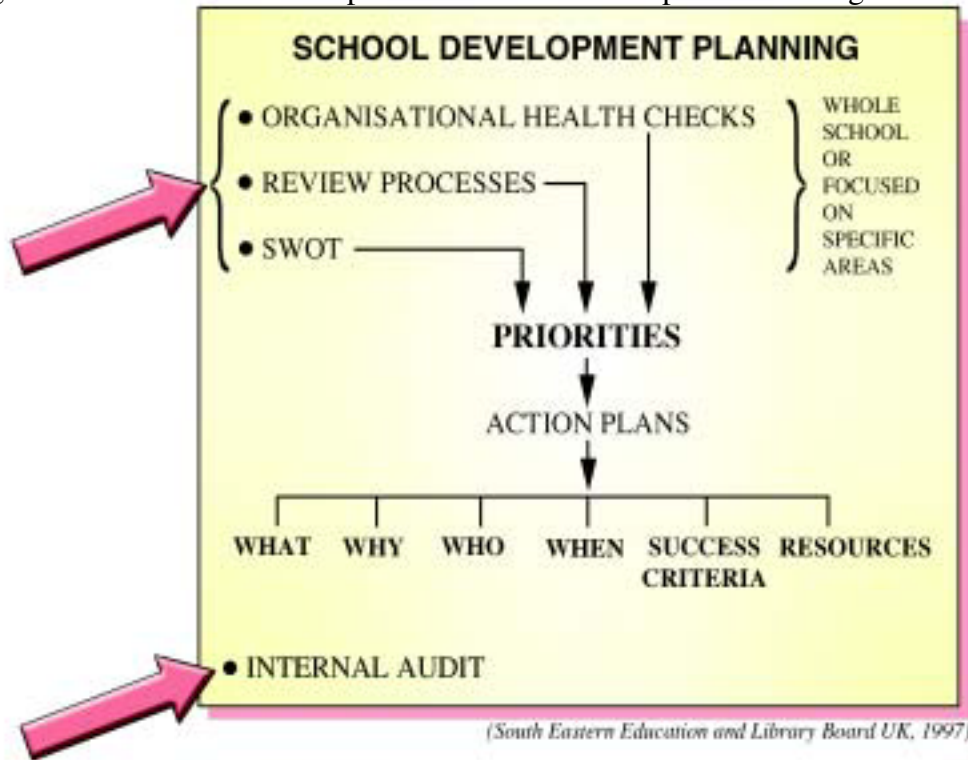 SCHOOL DEVELOPMENT PLANNING
● ORGANISATIONAL HEALTH CHECKS
● REVIEW PROCESSES
● SWOT
WHOLE
SCHOOL
OR
FOCUSED
ON
SPECIFIC
AREAS
PRIORITIES
ACTION PLANS
WHAT WHY WHO WHEN SUCCESS CRITERIA RESOURCES
● INTERNAL AUDIT
(South Eastern Education and Library Board UK, 1997)